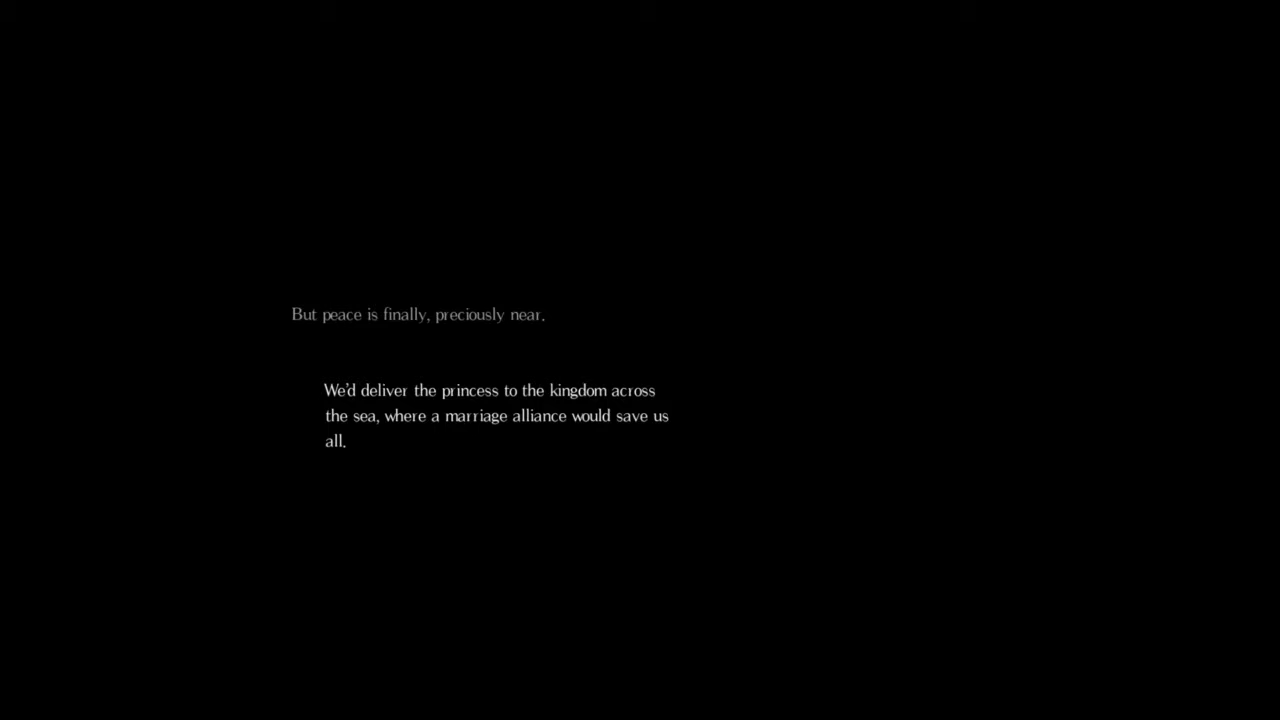 But peace is finally, preciously near.
We'd deliver the princess to the kingdom across
the sea, where a marriage alliance would save us
all.